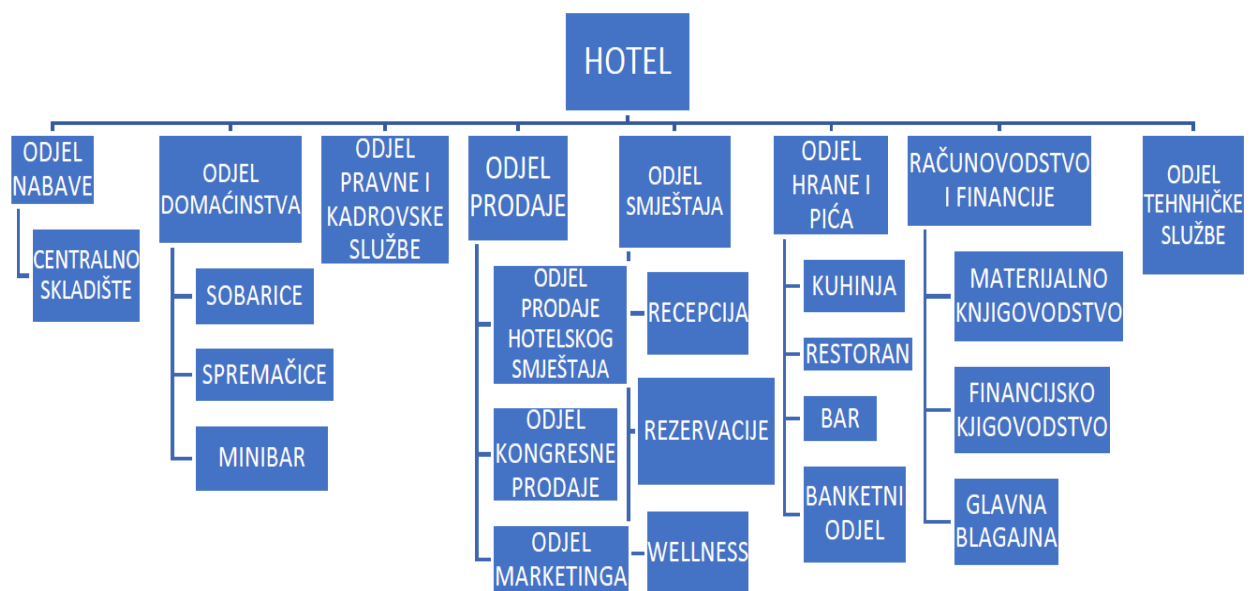 HOTEL
ODJEL
NABAVE
CENTRALNO
SKLADIŠTE
ODJEL
DOMAĆINSTVA
SOBARICE
SPREMAČICE
MINIBAR
ODJEL
PRAVNE I
KADROVSKE
SLUŽBE
ODJEL
PRODAJE
ODJEL
PRODAJE
HOTELSKOG
SMJEŠTAJA
ODJEL
KONGRESNE
PRODAJE
ODJEL
MARKETINGA
ODJEL
SMJEŠTAJA
RECEPCIJA
REZERVACIJE
WELLNESS
ODJEL
HRANE I
PIĆA
KUHINJA
RESTORAN
BAR
BANKETNI
ODJEL
RAČUNOVODSTVO
I FINANCIJE
MATERIJALNO
KNJIGOVODSTVO
FINANCIJSKO
KJIGOVODSTVO
GLAVNA
BLAGAJNA
ODJEL
TEHNHIČKE
SLUŽBE